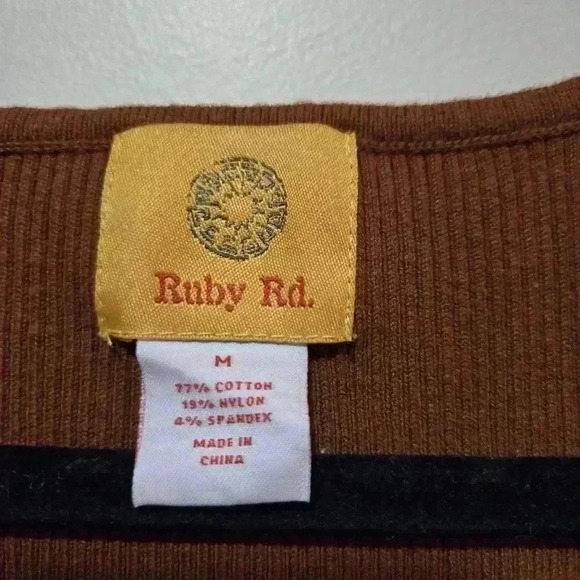 Ruby Rd.
M
77% COTTON
19% NYLON
4% SPANDEX
MADE IN
CHINA